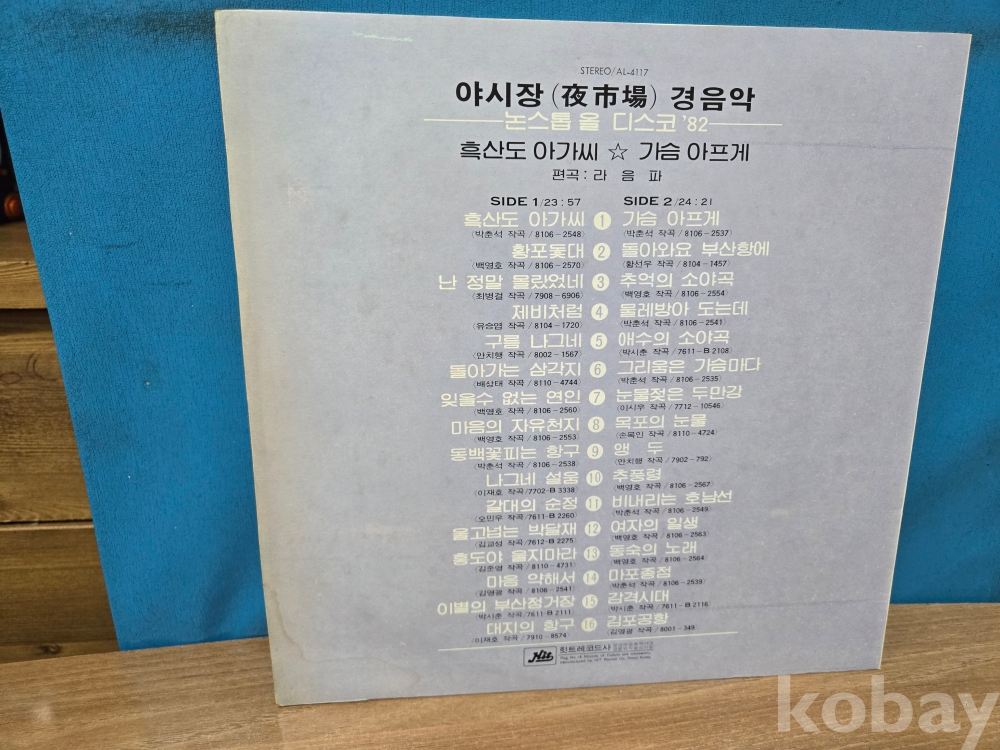 STEREO/AL-4117
야시장 (夜市場) 경음악
논스톱 올 디스코 '82
흑산도 아가씨 ☆ 가슴 아프게
편곡 : 라 음 파
SIDE 1/23 : 57 SIDE 2/24 : 21
흑산도 아가씨 1 가슴 아프게
(박춘석 작곡/8106-2548) (박춘석 작곡/8106-2537)
황포돛대 2 돌아와요 부산항에
(백영호 작곡/8106-2570) (황선우 작곡/8104-1457)
난 정말 몰랐었네 3 추억의 소야곡
(최병걸 작곡/7908-6906) (백영호 작곡/8106-2554)
제비처럼 4 물레방아 도는데
(유승엽 작곡/8104-1720) (박춘석 작곡/8106-2541)
구름 나그네 5 애수의 소야곡
(안치행 작곡/8002-1567) (박시춘 작곡/7611-B 2108)
돌아가는 삼각지 6 그리움은 가슴마다
(배상태 작곡/8110-4744) (박춘석 작곡/8106-2535)
잊을수 없는 연인 7 눈물젖은 두만강
(백영호 작곡/8106-2560) (이시우 작곡/7712-10546)
마음의 자유천지 8 목포의 눈물
(백영호 작곡/8106-2553) (손목인 작곡/8110-4724)
동백꽃피는 항구 9 앵 두
(박춘석 작곡/8106-2538) (안치행 작곡/7902-792)
나그네 설움 10 추풍령
(이재호 작곡/7702-B 3338) (백영호 작곡/8106-2567)
갈대의 순정 11 비내리는 호남선
(오민우 작곡/7611-B 2260) (박춘석 작곡/8106-2549)
울고넘는 박달재 12 여자의 일생
(김교성 작곡/7612-B 2275) (백영호 작곡/8106-2563)
홍도야 울지마라 13 동숙의 노래
(김준영 작곡/8110-4731) (백영호 작곡/8106-2564)
마음 약해서 14 마포종점
(김영광 작곡/8106-2541) (박춘석 작곡/8106-2539)
이별의 부산정거장 15 감격시대
(박시춘 작곡/7611-B 2111) (박시춘 작곡/7611-B 2116)
대지의 항구 16 김포공항
(이재호 작곡/7910-8574) (김영광 작곡/8001-349)
Hit 힛트레코드사
kobay